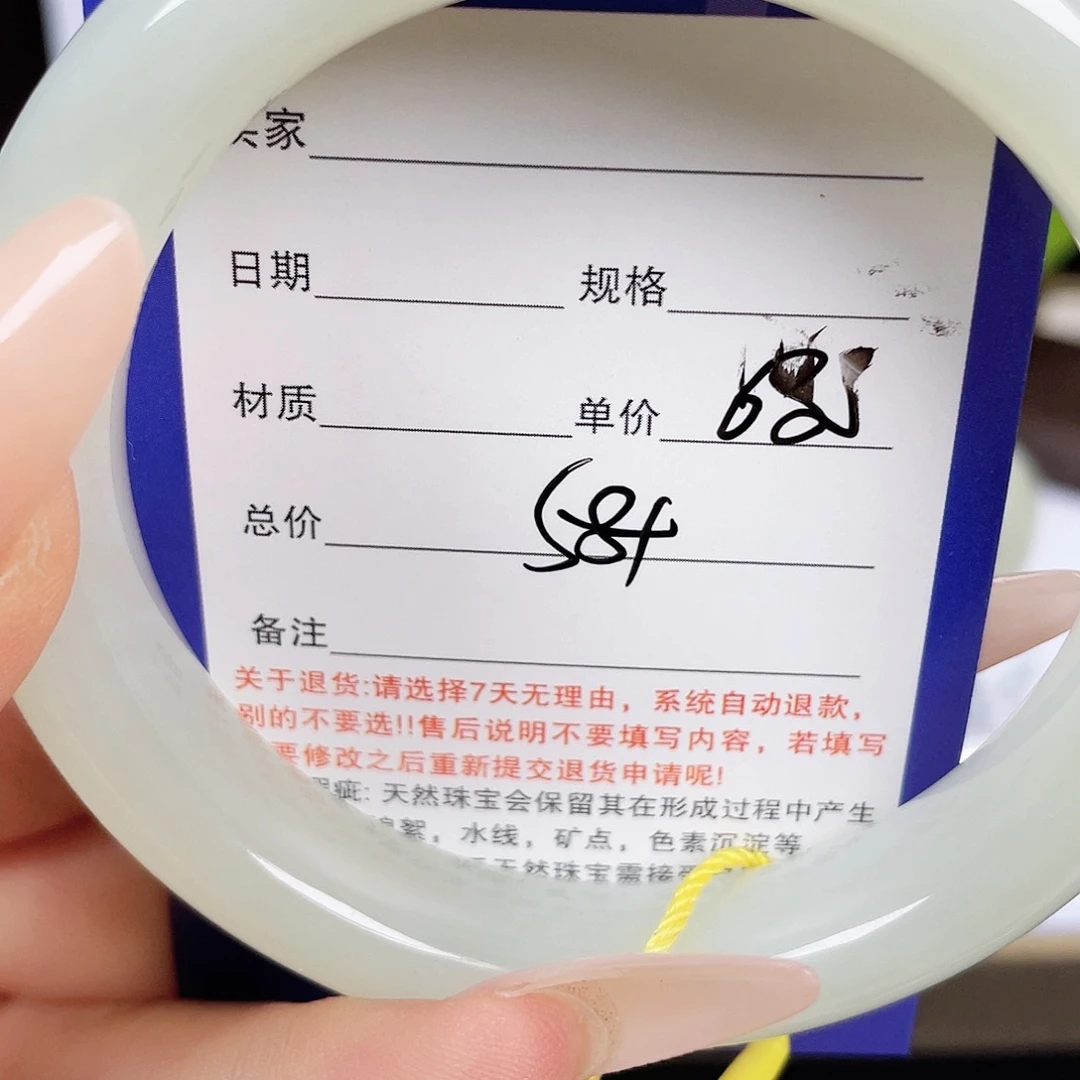 家
日期 规格
材质 单价
总价 584
备注
关于退货:请选择7天无理由，系统自动退款，
别的不要选!!售后说明不要填写内容，若填写
要修改之后重新提交退货申请呢!
疵: 天然珠宝会保留其在形成过程中产生
絮，水线，矿点，色素沉淀等
天然珠宝需接受